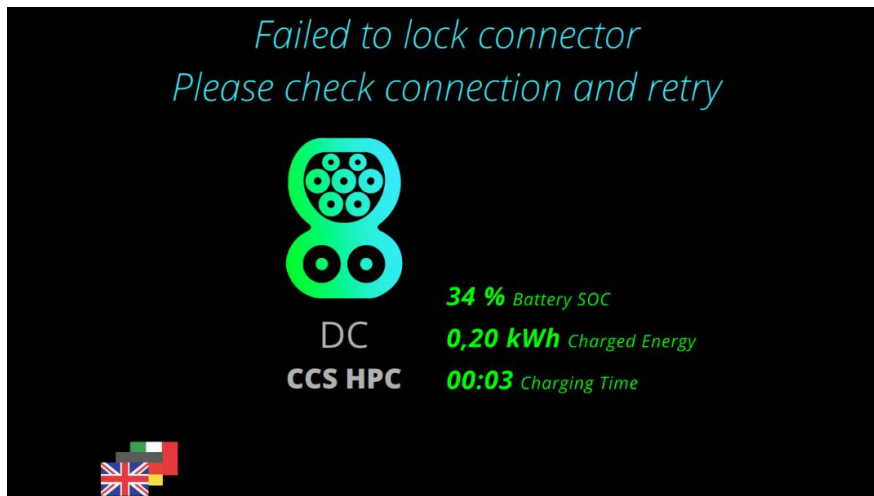 Failed to lock connector
Please check connection and retry
34 % Battery SOC
0,20 kWh Charged Energy
00:03 Charging Time
DC
CCS HPC